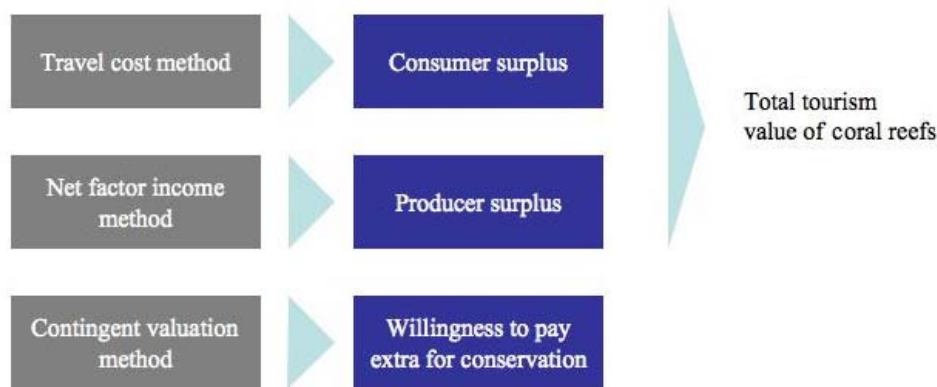 Travel cost method
Consumer surplus
Total tourism
value of coral reefs
Net factor income
method
Producer surplus
Contingent valuation
method
Willingness to pay
extra for conservation